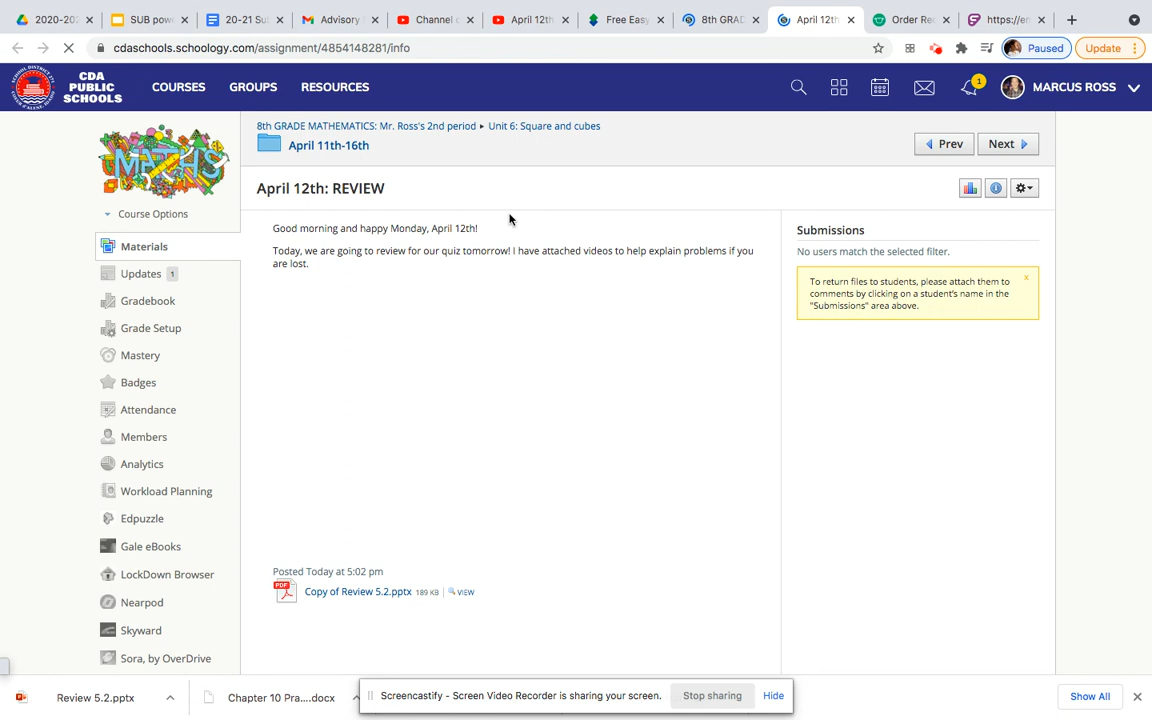 2020-202
SUB pow
20-21 Su
Advisory
Channel c
April 12th
Free Easy
8th GRAD
April 12th
Order Rec
https://en
cdaschools.schoology.com/assignment/4854148281/info
Paused
Update
CDA PUBLIC SCHOOLS
COURSES
GROUPS
RESOURCES
1
MARCUS ROSS
MATHS
8th GRADE MATHEMATICS: Mr. Ross's 2nd period ▸ Unit 6: Square and cubes
April 11th-16th
Prev
Next
Course Options
April 12th: REVIEW
Materials
Updates 1
Gradebook
Grade Setup
Mastery
Badges
Attendance
Members
Analytics
Workload Planning
Edpuzzle
Gale eBooks
LockDown Browser
Nearpod
Skyward
Sora, by OverDrive
Good morning and happy Monday, April 12th!
Today, we are going to review for our quiz tomorrow! I have attached videos to help explain problems if you
are lost.
Posted Today at 5:02 pm
PDF
Copy of Review 5.2.pptx 189 KB | VIEW
Submissions
No users match the selected filter.
To return files to students, please attach them to
comments by clicking on a student's name in the
"Submissions" area above.
x
Review 5.2.pptx
Chapter 10 Pra....docx
Screencastify - Screen Video Recorder is sharing your screen.
Stop sharing
Hide
Show All